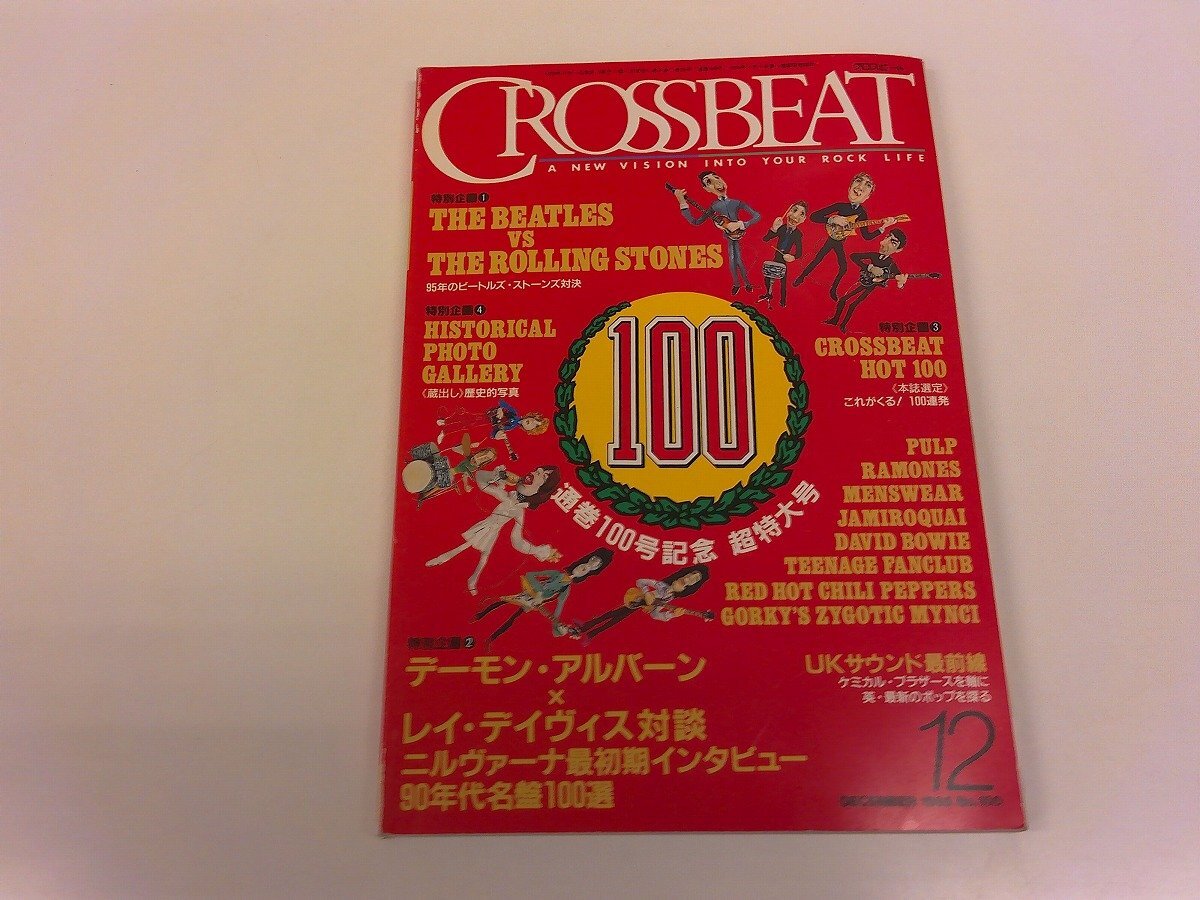 CROSSBEAT
A NEW VISION INTO YOUR ROCK LIFE
特別企画1
THE BEATLES
VS
THE ROLLING STONES
95年のビートルズ・ストーンズ対決
特別企画4
HISTORICAL
PHOTO
GALLERY
《蔵出し》歴史的写真
100
通巻100号記念 超特大号
特別企画3
CROSSBEAT
HOT 100
《本誌選定》
これがくる! 100連発
PULP
RAMONES
MENSWEAR
JAMIROQUAI
DAVID BOWIE
TEENAGE FANCLUB
RED HOT CHILI PEPPERS
GORKY'S ZYGOTIC MYNCI
特別企画2
デーモン・アルバーン
×
レイ・デイヴィス対談
ニルヴァーナ最初期インタビュー
90年代名盤100選
UKサウンド最前線
ケミカル・ブラザースを軸に
英・最新のポップを探る
12
DECEMBER